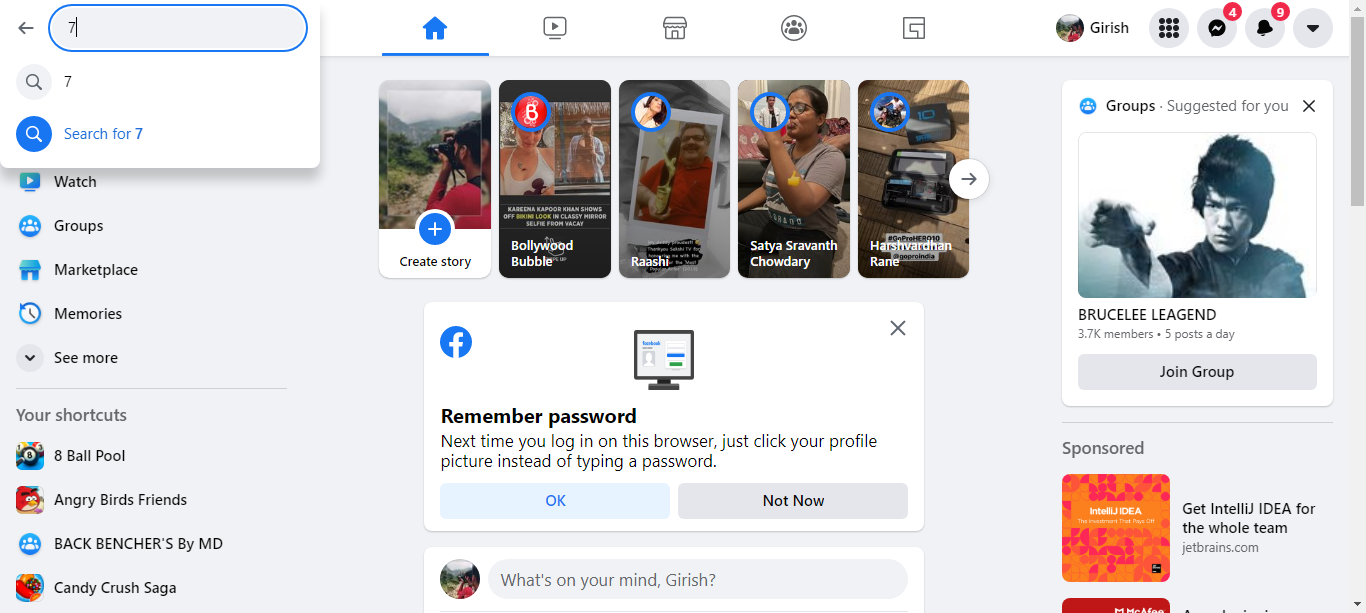 7
7
Search for 7
Watch
Groups
Marketplace
Memories
See more
Your shortcuts
8 Ball Pool
Angry Birds Friends
BACK BENCHER'S By MD
Candy Crush Saga
Girish
4
9
Create story
KAREENA KAPOOR KHAN SHOWS
OFF BIKINI LOOK IN CLASSY MIRROR
SELFIE FROM VACAY
Bollywood
Bubble
Raashi
Satya Sravanth
Chowdary
10
#GoProHERO10
@goproindia
Harshvardhan
Rane
facebook
Remember password
Next time you log in on this browser, just click your profile
picture instead of typing a password.
OK
Not Now
What's on your mind, Girish?
Groups · Suggested for you
BRUCELEE LEAGEND
3.7K members • 5 posts a day
Join Group
Sponsored
IntelliJ IDEA
The Investment That Pays Off
Get IntelliJ IDEA for
the whole team
jetbrains.com
McAfee